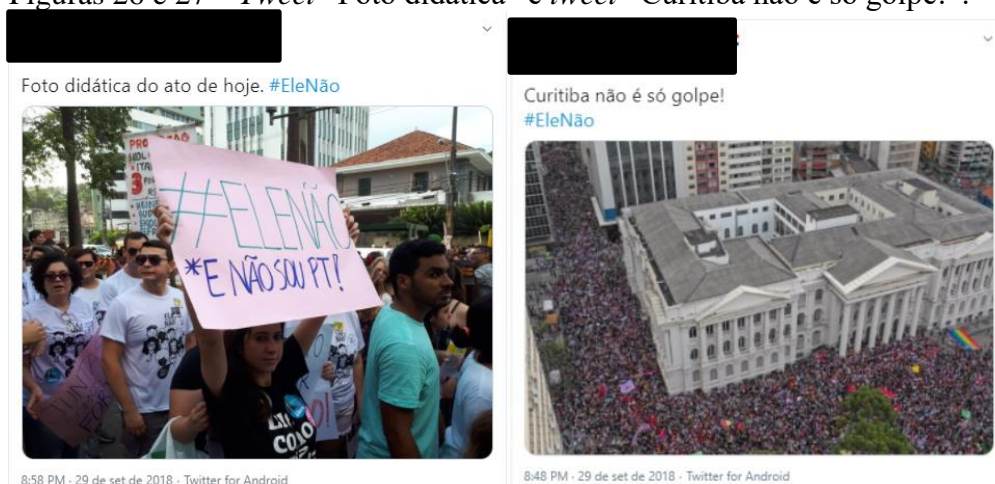 Figuras 26 e 27 – Tweet "Foto didática" e tweet "Curitiba não é só golpe!".
Foto didática do ato de hoje. #EleNão
#ELENÃO
*E NÃO SOU PT!
8:58 PM · 29 de set de 2018 · Twitter for Android
Curitiba não é só golpe!
#EleNão
8:48 PM · 29 de set de 2018 · Twitter for Android